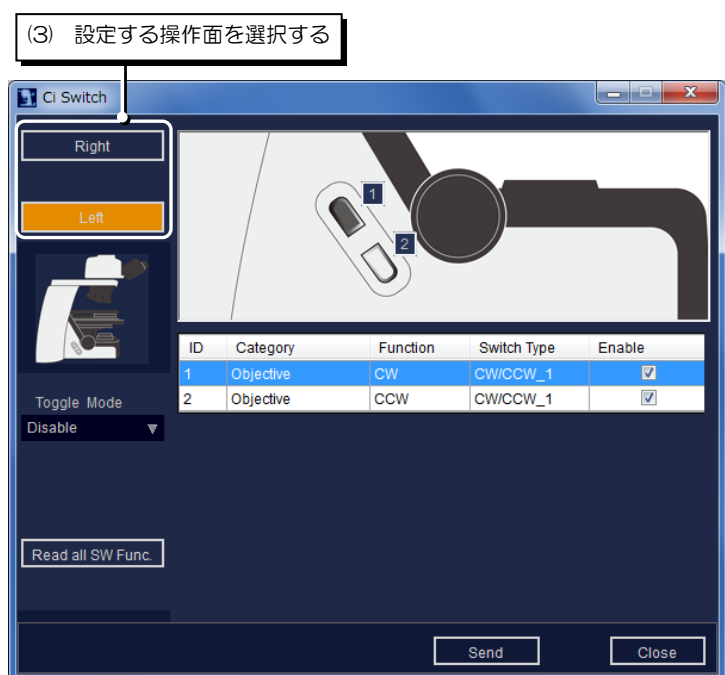 (3) 設定する操作面を選択する
Ci Switch
Right
Left
1
2
ID Category Function Switch Type Enable
1 Objective CW CW/CCW_1
2 Objective CCW CW/CCW_1
Toggle Mode
Disable
Read all SW Func.
Send Close